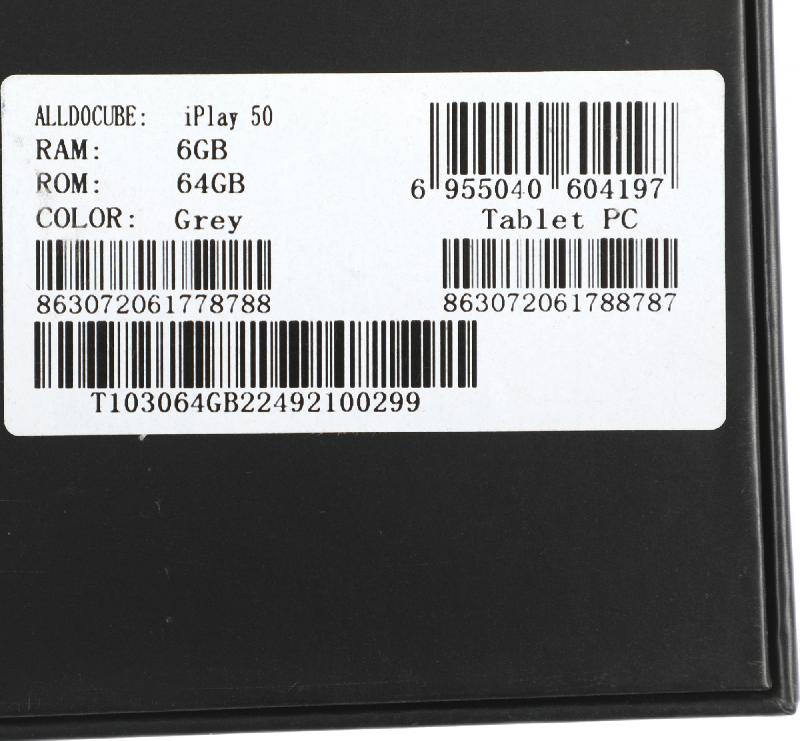 ALLDOCUBE: iPlay 50
RAM: 6GB
ROM: 64GB
COLOR: Grey
6 955040 604197
Tablet PC
863072061778788
863072061788787
T103064GB22492100299